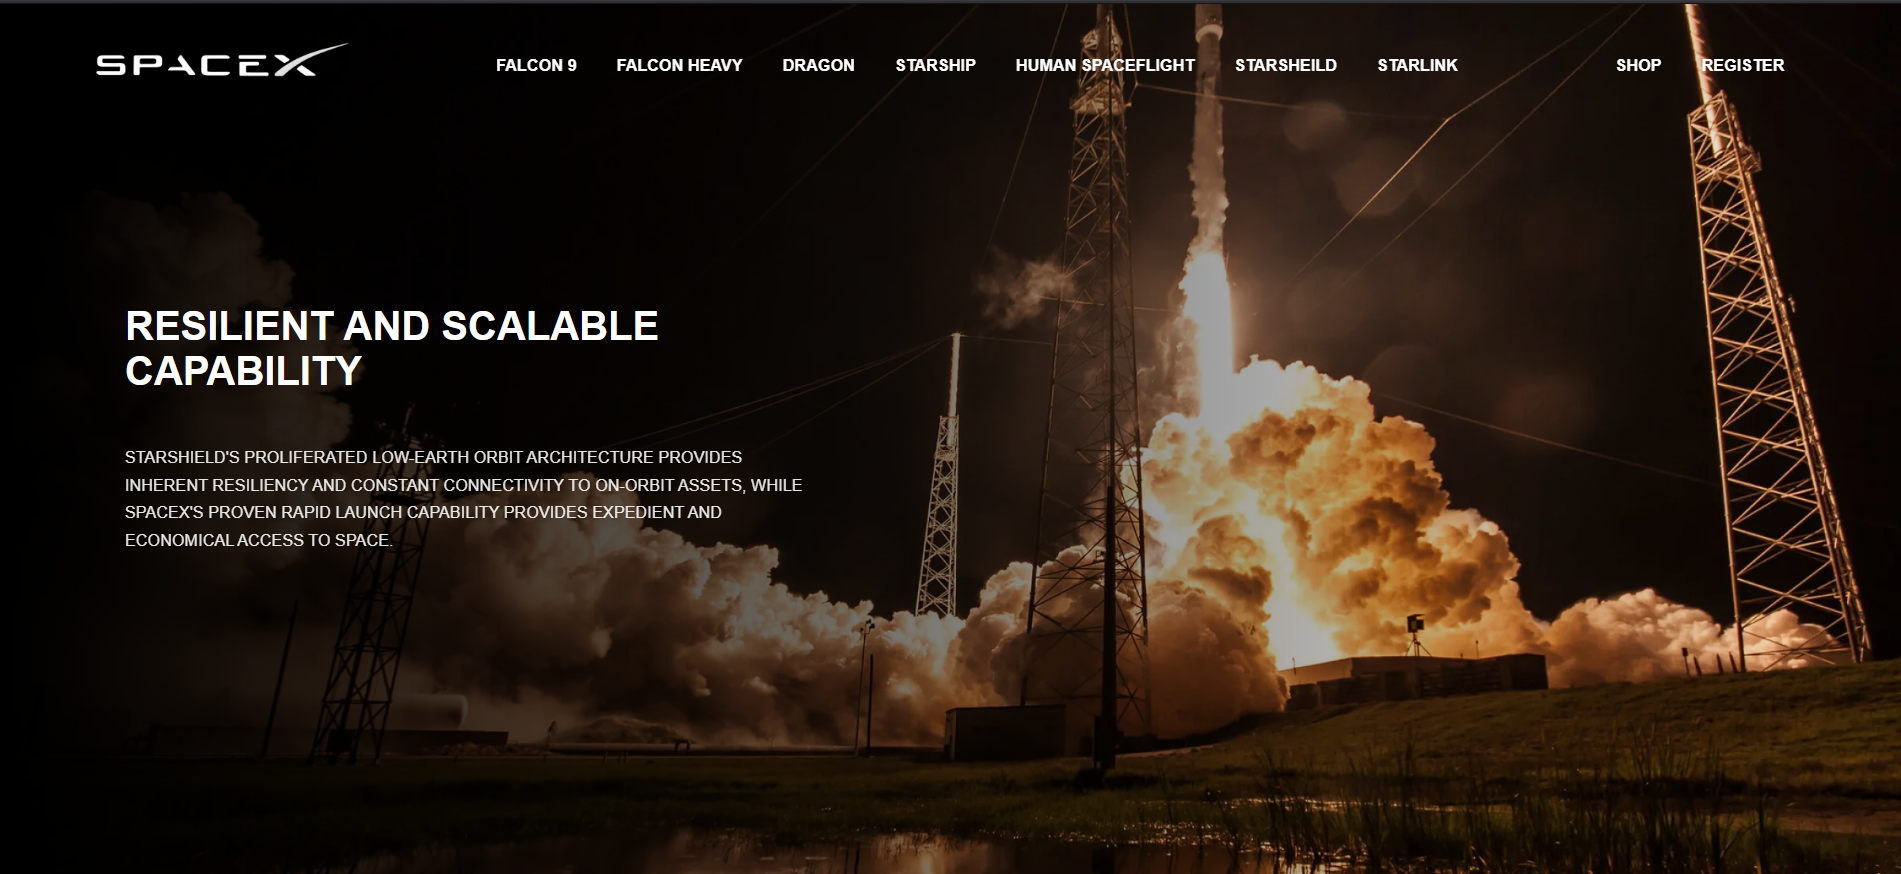 SPACEX
FALCON 9 FALCON HEAVY DRAGON STARSHIP HUMAN SPACEFLIGHT STARSHEILD STARLINK SHOP REGISTER
RESILIENT AND SCALABLE
CAPABILITY
STARSHIELD'S PROLIFERATED LOW-EARTH ORBIT ARCHITECTURE PROVIDES
INHERENT RESILIENCY AND CONSTANT CONNECTIVITY TO ON-ORBIT ASSETS, WHILE
SPACEX'S PROVEN RAPID LAUNCH CAPABILITY PROVIDES EXPEDIENT AND
ECONOMICAL ACCESS TO SPACE.